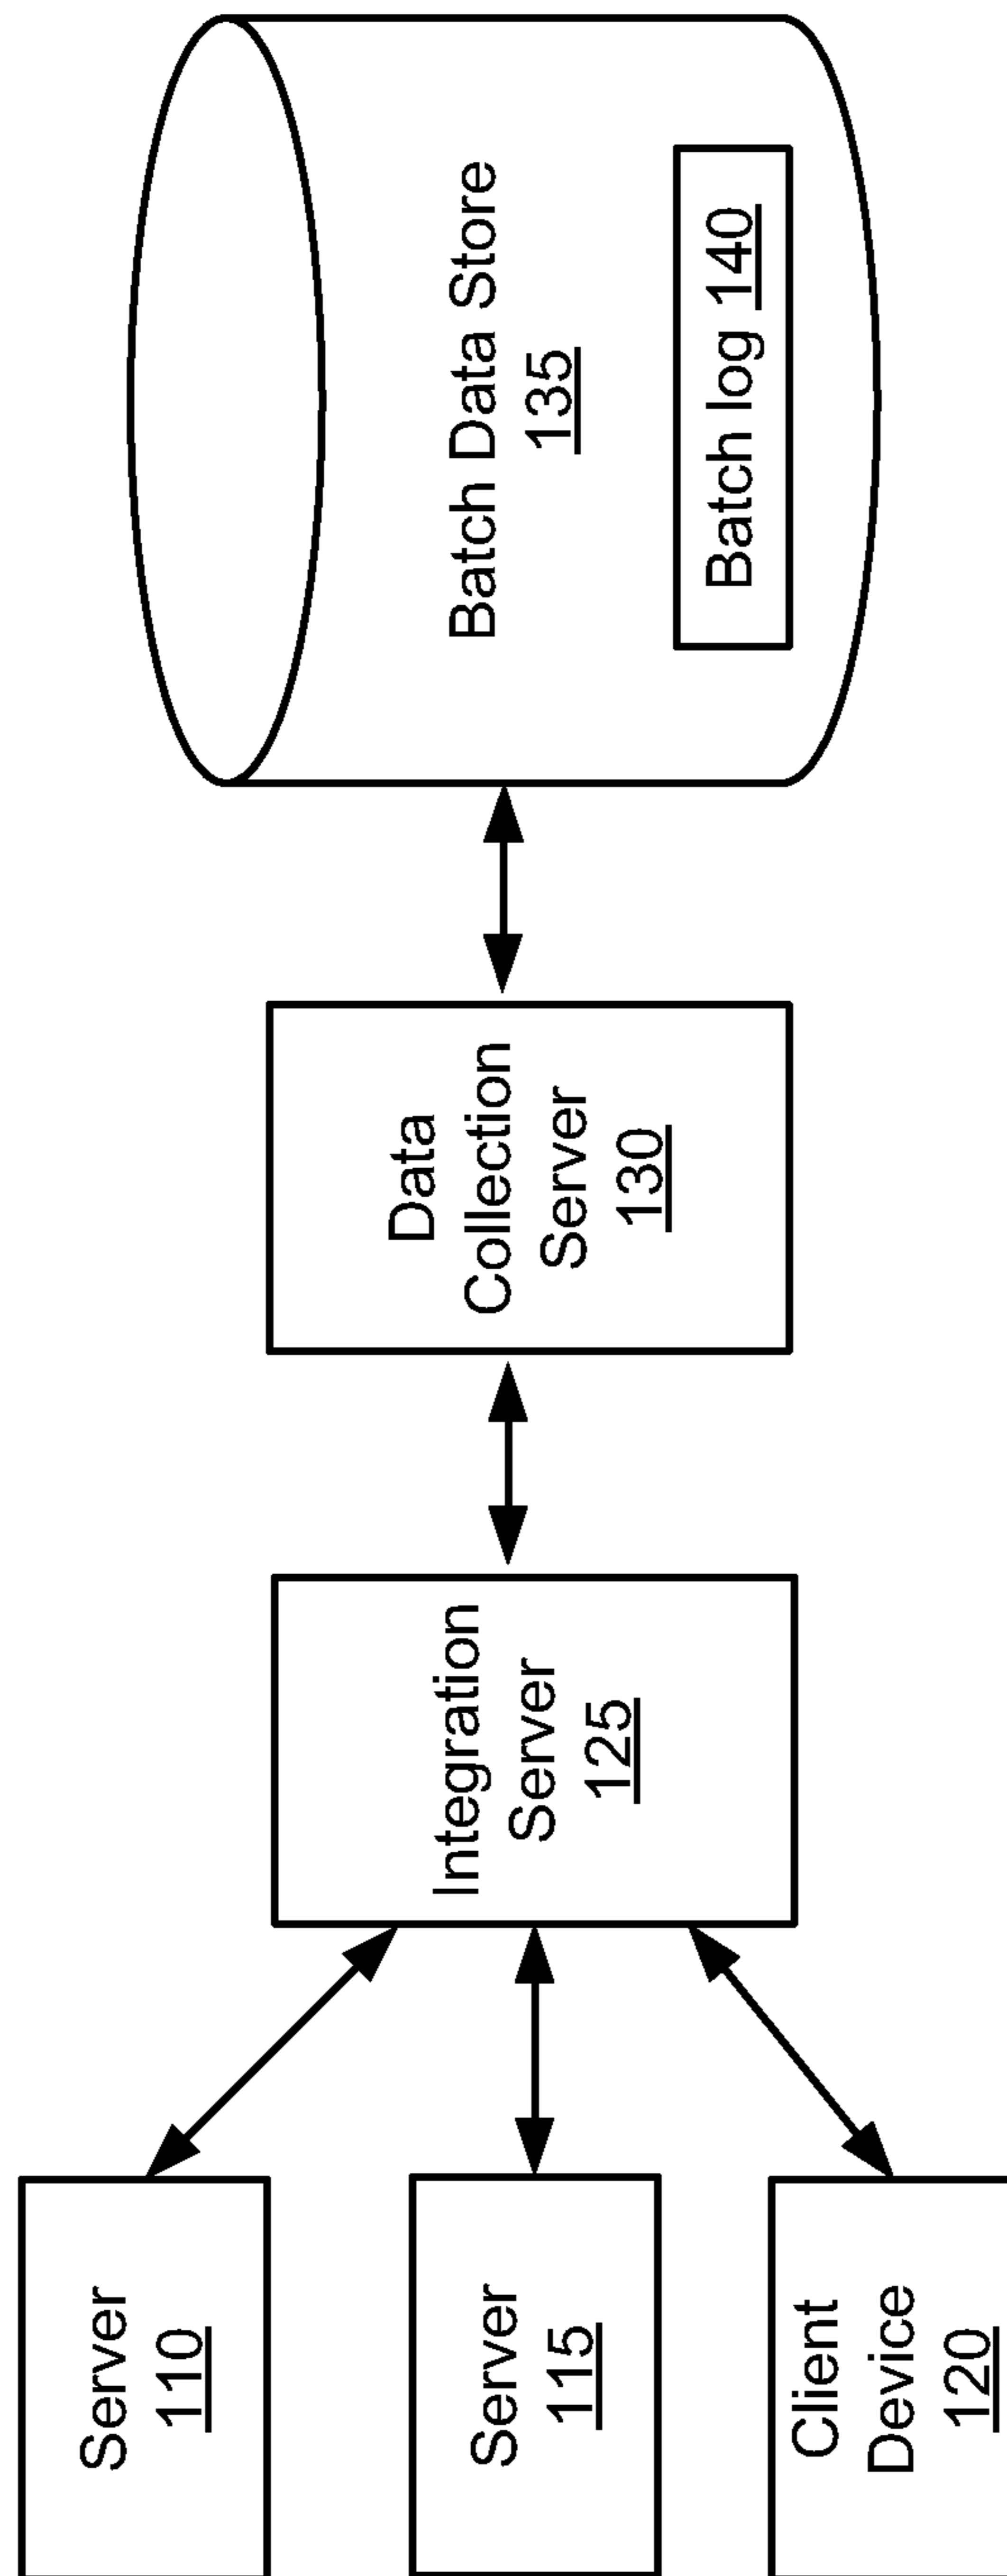 Server
110
Server
115
Client
Device
120
Integration
Server
125
Data
Collection
Server
130
Batch Data Store
135
Batch log 140